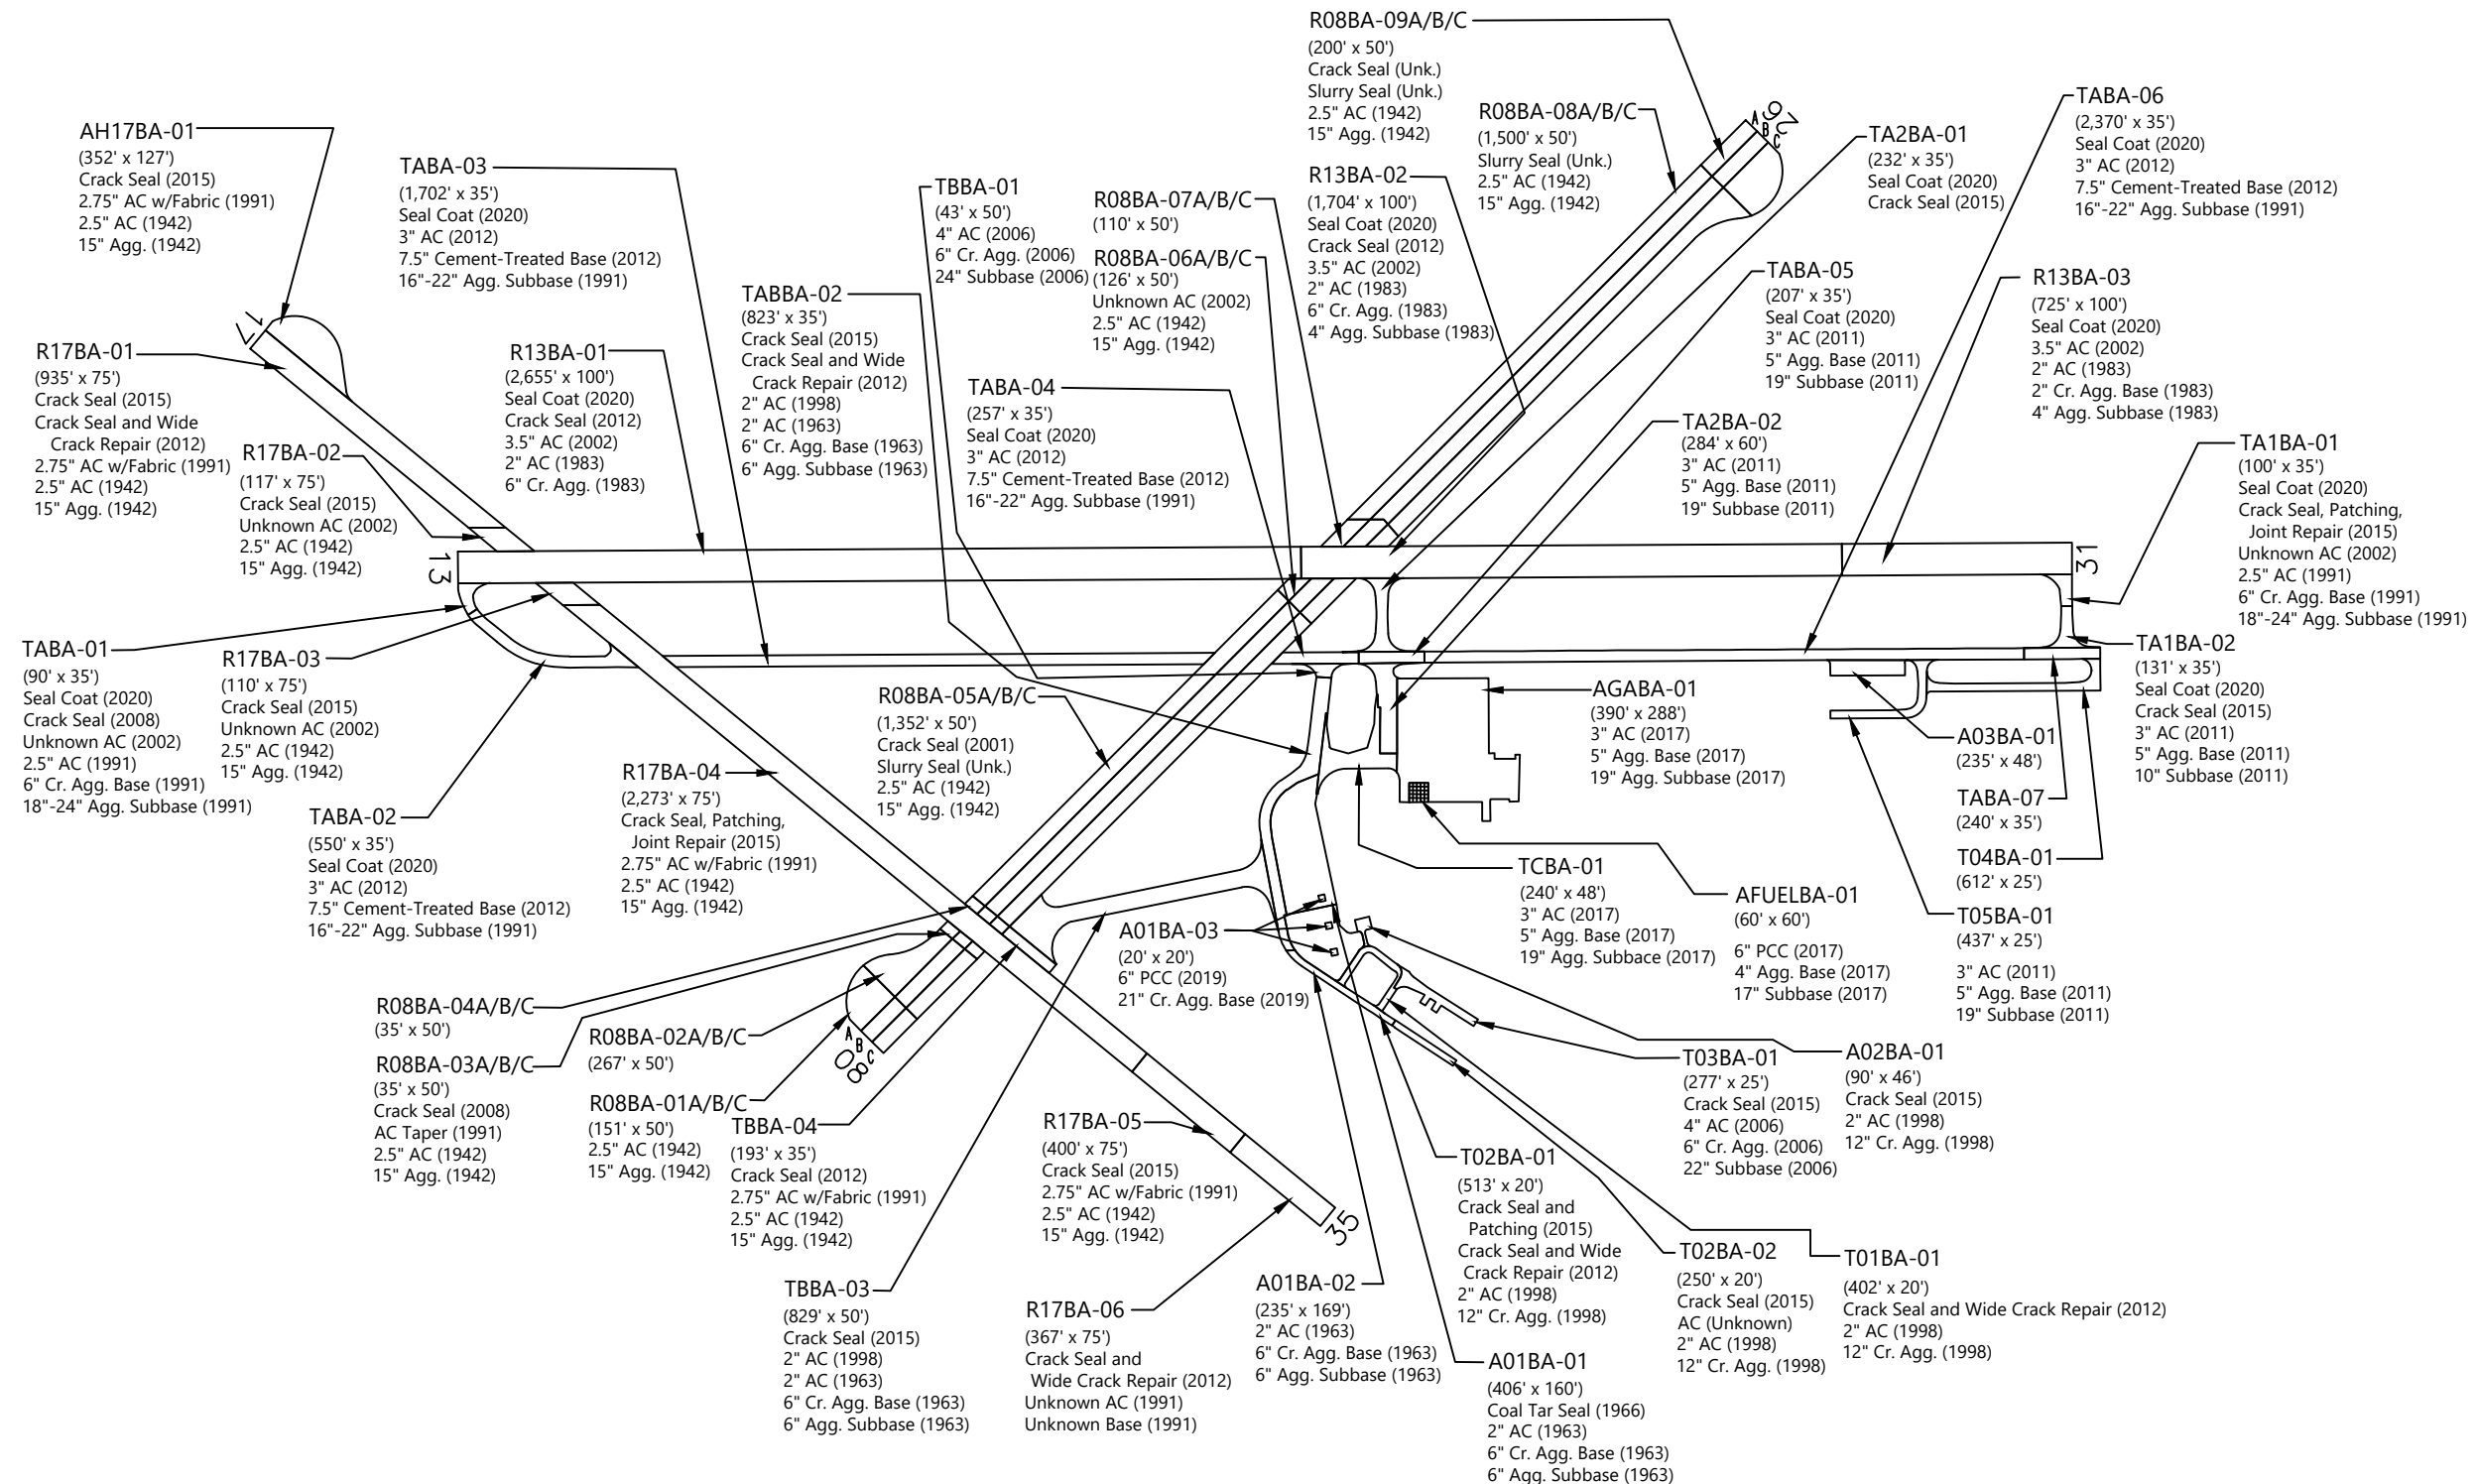 R08BA-09A/B/C
(200' x 50')
Crack Seal (Unk.)
Slurry Seal (Unk.)
2.5" AC (1942)
15" Agg. (1942)
R08BA-08A/B/C
(1,500' x 50')
Slurry Seal (Unk.)
2.5" AC (1942)
15" Agg. (1942)
26
A
B
C
TABA-06
(2,370' x 35')
Seal Coat (2020)
3" AC (2012)
7.5" Cement-Treated Base (2012)
16"-22" Agg. Subbase (1991)
TA2BA-01
(232' x 35')
Seal Coat (2020)
Crack Seal (2015)
AH17BA-01
(352' x 127')
Crack Seal (2015)
2.75" AC w/Fabric (1991)
2.5" AC (1942)
15" Agg. (1942)
TABA-03
(1,702' x 35')
Seal Coat (2020)
3" AC (2012)
7.5" Cement-Treated Base (2012)
16"-22" Agg. Subbase (1991)
TBBA-01
(43' x 50')
4" AC (2006)
6" Cr. Agg. (2006)
24" Subbase (2006)
R08BA-07A/B/C
(110' x 50')
R08BA-06A/B/C
(126' x 50')
Unknown AC (2002)
2.5" AC (1942)
15" Agg. (1942)
R13BA-02
(1,704' x 100')
Seal Coat (2020)
Crack Seal (2012)
3.5" AC (2002)
2" AC (1983)
6" Cr. Agg. (1983)
4" Agg. Subbase (1983)
TABA-05
(207' x 35')
Seal Coat (2020)
3" AC (2011)
5" Agg. Base (2011)
19" Subbase (2011)
R13BA-03
(725' x 100')
Seal Coat (2020)
3.5" AC (2002)
2" AC (1983)
2" Cr. Agg. Base (1983)
4" Agg. Subbase (1983)
17
R17BA-01
(935' x 75')
Crack Seal (2015)
Crack Seal and Wide
Crack Repair (2012)
2.75" AC w/Fabric (1991)
2.5" AC (1942)
15" Agg. (1942)
R17BA-02
(117' x 75')
Crack Seal (2015)
Unknown AC (2002)
2.5" AC (1942)
15" Agg. (1942)
R13BA-01
(2,655' x 100')
Seal Coat (2020)
Crack Seal (2012)
3.5" AC (2002)
2" AC (1983)
6" Cr. Agg. (1983)
TABBA-02
(823' x 35')
Crack Seal (2015)
Crack Seal and Wide
Crack Repair (2012)
2" AC (1998)
2" AC (1963)
6" Cr. Agg. Base (1963)
6" Agg. Subbase (1963)
TABA-04
(257' x 35')
Seal Coat (2020)
3" AC (2012)
7.5" Cement-Treated Base (2012)
16"-22" Agg. Subbase (1991)
TA2BA-02
(284' x 60')
3" AC (2011)
5" Agg. Base (2011)
19" Subbase (2011)
TA1BA-01
(100' x 35')
Seal Coat (2020)
Crack Seal, Patching,
Joint Repair (2015)
Unknown AC (2002)
2.5" AC (1991)
6" Cr. Agg. Base (1991)
18"-24" Agg. Subbase (1991)
13
31
TABA-01
(90' x 35')
Seal Coat (2020)
Crack Seal (2008)
Unknown AC (2002)
2.5" AC (1991)
6" Cr. Agg. Base (1991)
18"-24" Agg. Subbase (1991)
R17BA-03
(110' x 75')
Crack Seal (2015)
Unknown AC (2002)
2.5" AC (1942)
15" Agg. (1942)
TABA-02
(550' x 35')
Seal Coat (2020)
3" AC (2012)
7.5" Cement-Treated Base (2012)
16"-22" Agg. Subbase (1991)
R17BA-04
(2,273' x 75')
Crack Seal, Patching,
Joint Repair (2015)
2.75" AC w/Fabric (1991)
2.5" AC (1942)
15" Agg. (1942)
R08BA-05A/B/C
(1,352' x 50')
Crack Seal (2001)
Slurry Seal (Unk.)
2.5" AC (1942)
15" Agg. (1942)
AGABA-01
(390' x 288')
3" AC (2017)
5" Agg. Base (2017)
19" Agg. Subbase (2017)
TA1BA-02
(131' x 35')
Seal Coat (2020)
Crack Seal (2015)
3" AC (2011)
5" Agg. Base (2011)
10" Subbase (2011)
A03BA-01
(235' x 48')
TABA-07
(240' x 35')
T04BA-01
(612' x 25')
T05BA-01
(437' x 25')
3" AC (2011)
5" Agg. Base (2011)
19" Subbase (2011)
TCBA-01
(240' x 48')
3" AC (2017)
5" Agg. Base (2017)
19" Agg. Subbace (2017)
AFUELBA-01
(60' x 60')
6" PCC (2017)
4" Agg. Base (2017)
17" Subbase (2017)
A01BA-03
(20' x 20')
6" PCC (2019)
21" Cr. Agg. Base (2019)
R08BA-04A/B/C
(35' x 50')
R08BA-03A/B/C
(35' x 50')
Crack Seal (2008)
AC Taper (1991)
2.5" AC (1942)
15" Agg. (1942)
A
B
C
08
R08BA-02A/B/C
(267' x 50')
R08BA-01A/B/C
(151' x 50')
2.5" AC (1942)
15" Agg. (1942)
TBBA-04
(193' x 35')
Crack Seal (2012)
2.75" AC w/Fabric (1991)
2.5" AC (1942)
15" Agg. (1942)
R17BA-05
(400' x 75')
Crack Seal (2015)
2.75" AC w/Fabric (1991)
2.5" AC (1942)
15" Agg. (1942)
35
T03BA-01
(277' x 25')
Crack Seal (2015)
4" AC (2006)
6" Cr. Agg. (2006)
22" Subbase (2006)
A02BA-01
(90' x 46')
Crack Seal (2015)
2" AC (1998)
12" Cr. Agg. (1998)
T02BA-01
(513' x 20')
Crack Seal and
Patching (2015)
Crack Seal and Wide
Crack Repair (2012)
2" AC (1998)
12" Cr. Agg. (1998)
TBBA-03
(829' x 50')
Crack Seal (2015)
2" AC (1998)
2" AC (1963)
6" Cr. Agg. Base (1963)
6" Agg. Subbase (1963)
R17BA-06
(367' x 75')
Crack Seal and
Wide Crack Repair (2012)
Unknown AC (1991)
Unknown Base (1991)
A01BA-02
(235' x 169')
2" AC (1963)
6" Cr. Agg. Base (1963)
6" Agg. Subbase (1963)
A01BA-01
(406' x 160')
Coal Tar Seal (1966)
2" AC (1963)
6" Cr. Agg. Base (1963)
6" Agg. Subbase (1963)
T02BA-02
(250' x 20')
Crack Seal (2015)
AC (Unknown)
2" AC (1998)
12" Cr. Agg. (1998)
T01BA-01
(402' x 20')
Crack Seal and Wide Crack Repair (2012)
2" AC (1998)
12" Cr. Agg. (1998)